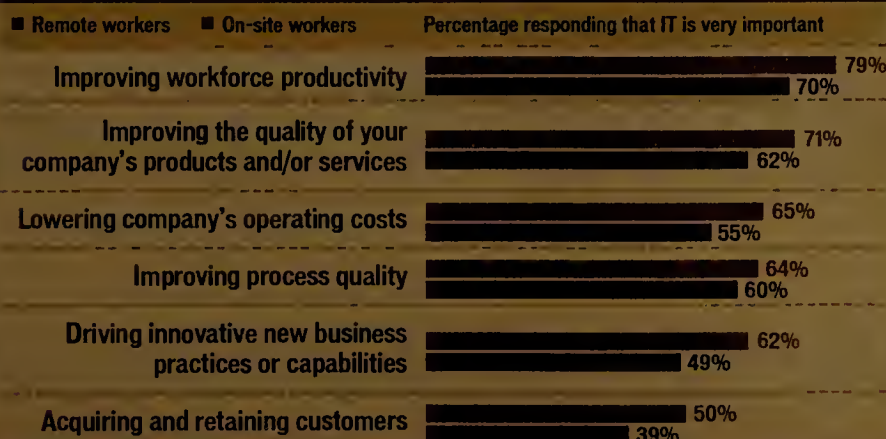 ■ Remote workers ■ On-site workers Percentage responding that IT is very important
Improving workforce productivity 79%
70%
Improving the quality of your
company's products and/or services 71%
62%
Lowering company's operating costs 65%
55%
Improving process quality 64%
60%
Driving innovative new business
practices or capabilities 62%
49%
Acquiring and retaining customers 50%
39%